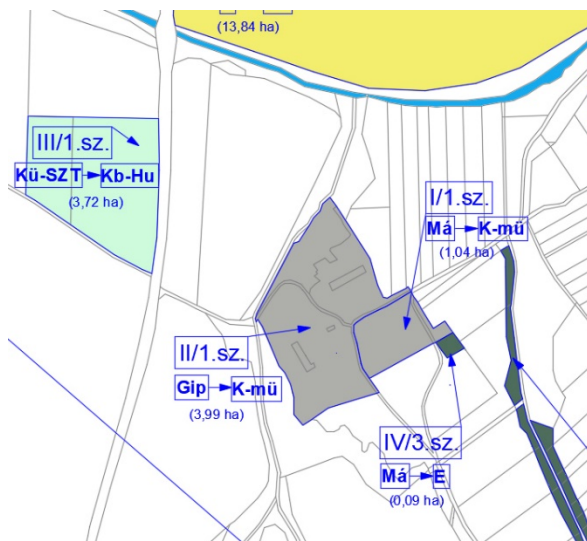 (13,84 ha)
III/1.sz.
Kü-SZT Kb-Hu
(3,72 ha)
I/1.sz.
Má K-mü
(1,04 ha)
II/1.sz.
Gip K-mü
(3,99 ha)
IV/3.sz.
Má E
(0,09 ha)